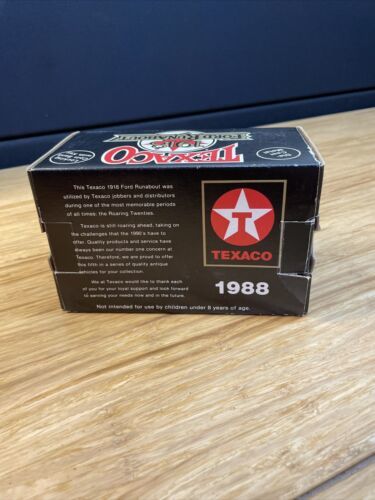 FORD RUNABOUT
TEXACO
This Texaco 1918 Ford Runabout was
utilized by Texaco jobbers and distributors
during one of the most memorable periods
of all times: the Roaring Twenties.
Texaco is still roaring ahead, taking on
the challenges that the 1990's have to
offer. Quality products and service have
always been our number one concern at
Texaco. Therefore, we are proud to offer
this fifth in a series of quality antique
vehicles for your collection.
We at Texaco would like to thank each
of you for your loyal support and look forward
to serving your needs now and in the future.
Not intended for use by children under 8 years of age.
T
TEXACO
1988